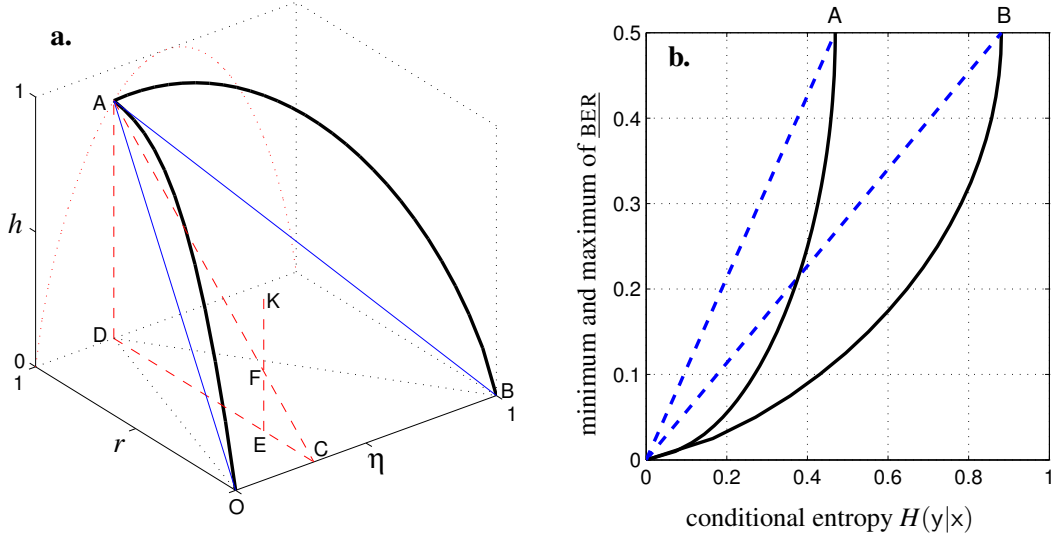 a.
1
A
h
D
0
1
r
K
F
E
C
O
η
B
1
A B
b.
0.5
0.4
0.3
0.2
0.1
0
0 0.2 0.4 0.6 0.8 1
minimum and maximum of BER
conditional entropy H(y|x)